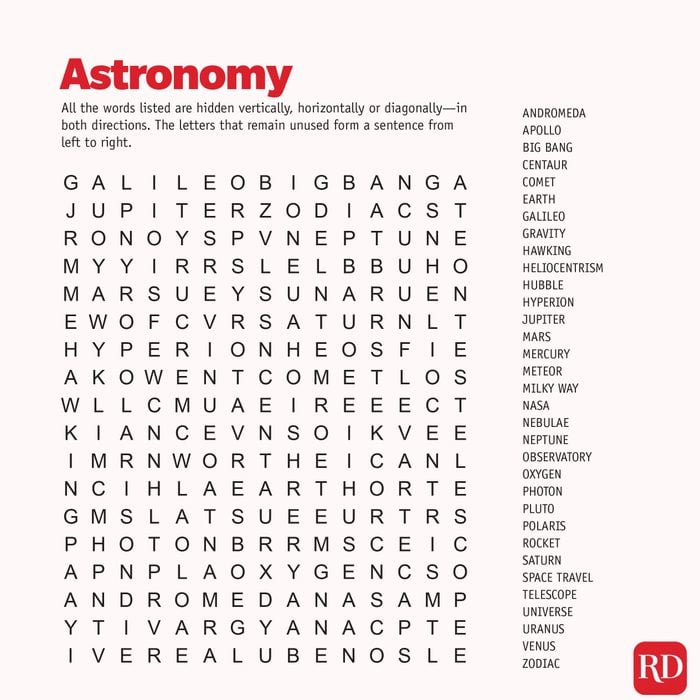 Astronomy
All the words listed are hidden vertically, horizontally or diagonally—in
both directions. The letters that remain unused form a sentence from
left to right.
G A L I L E O B I G B A N G A
J U P I T E R Z O D I A C S T
R O N O Y S P V N E P T U N E
M Y Y I R R S L E L B B U H O
M A R S U E Y S U N A R U E N
E W O F C V R S A T U R N L T
H Y P E R I O N H E O S F I E
A K O W E N T C O M E T L O S
W L L C M U A E I R E E E C T
K I A N C E V N S O I K V E E
I M R N W O R T H E I C A N L
N C I H L A E A R T H O R T E
G M S L A T S U E E U R T R S
P H O T O N B R R M S C E I C
A P N P L A O X Y G E N C S O
A N D R O M E D A N A S A M P
Y T I V A R G Y A N A C P T E
I V E R E A L U B E N O S L E
ANDROMEDA
APOLLO
BIG BANG
CENTAUR
COMET
EARTH
GALILEO
GRAVITY
HAWKING
HELIOCENTRISM
HUBBLE
HYPERION
JUPITER
MARS
MERCURY
METEOR
MILKY WAY
NASA
NEBULAE
NEPTUNE
OBSERVATORY
OXYGEN
PHOTON
PLUTO
POLARIS
ROCKET
SATURN
SPACE TRAVEL
TELESCOPE
UNIVERSE
URANUS
VENUS
ZODIAC
RD